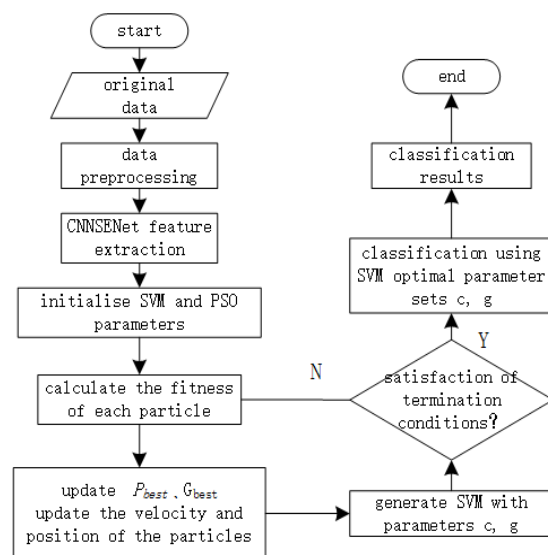 start
original
data
data
preprocessing
CNNSENet feature
extraction
initialise SVM and PSO
parameters
calculate the fitness
of each particle
update Pbest、Gbest
update the velocity and
position of the particles
generate SVM with
parameters c, g
satisfaction of
termination
conditions?
N
Y
classification using
SVM optimal parameter
sets c, g
classification
results
end